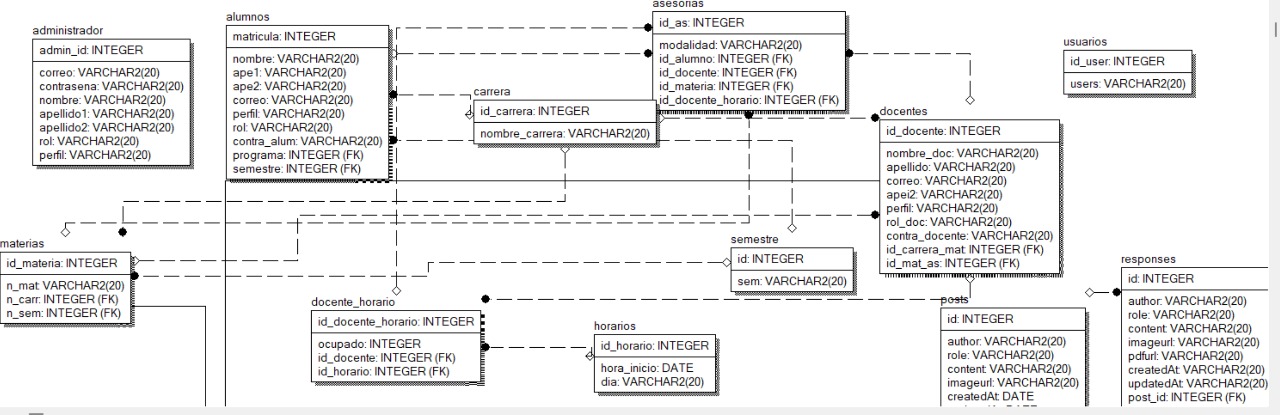 administrador
admin_id: INTEGER
correo: VARCHAR2(20)
contrasena: VARCHAR2(20)
nombre: VARCHAR2(20)
apellido1: VARCHAR2(20)
apellido2: VARCHAR2(20)
rol: VARCHAR2(20)
perfil: VARCHAR2(20)
alumnos
matricula: INTEGER
nombre: VARCHAR2(20)
ape1: VARCHAR2(20)
ape2: VARCHAR2(20)
correo: VARCHAR2(20)
perfil: VARCHAR2(20)
rol: VARCHAR2(20)
contra_alum: VARCHAR2(20)
programa: INTEGER (FK)
semestre: INTEGER (FK)
carrera
id_carrera: INTEGER
nombre_carrera: VARCHAR2(20)
asesorias
id_as: INTEGER
modalidad: VARCHAR2(20)
id_alumno: INTEGER (FK)
id_docente: INTEGER (FK)
id_materia: INTEGER (FK)
id_docente_horario: INTEGER (FK)
usuarios
id_user: INTEGER
users: VARCHAR2(20)
docentes
id_docente: INTEGER
nombre_doc: VARCHAR2(20)
apellido: VARCHAR2(20)
correo: VARCHAR2(20)
apei2: VARCHAR2(20)
perfil: VARCHAR2(20)
rol_doc: VARCHAR2(20)
contra_docente: VARCHAR2(20)
id_carrera_mat: INTEGER (FK)
id_mat_as: INTEGER (FK)
materias
id_materia: INTEGER
n_mat: VARCHAR2(20)
n_carr: INTEGER (FK)
n_sem: INTEGER (FK)
semestre
id: INTEGER
sem: VARCHAR2(20)
docente_horario
id_docente_horario: INTEGER
ocupado: INTEGER
id_docente: INTEGER (FK)
id_horario: INTEGER (FK)
horarios
id_horario: INTEGER
hora_inicio: DATE
dia: VARCHAR2(20)
posts
id: INTEGER
author: VARCHAR2(20)
role: VARCHAR2(20)
content: VARCHAR2(20)
imageurl: VARCHAR2(20)
createdAt: DATE
responses
id: INTEGER
author: VARCHAR2(20)
role: VARCHAR2(20)
content: VARCHAR2(20)
imageurl: VARCHAR2(20)
pdfurl: VARCHAR2(20)
createdAt: VARCHAR2(20)
updatedAt: VARCHAR2(20)
post_id: INTEGER (FK)